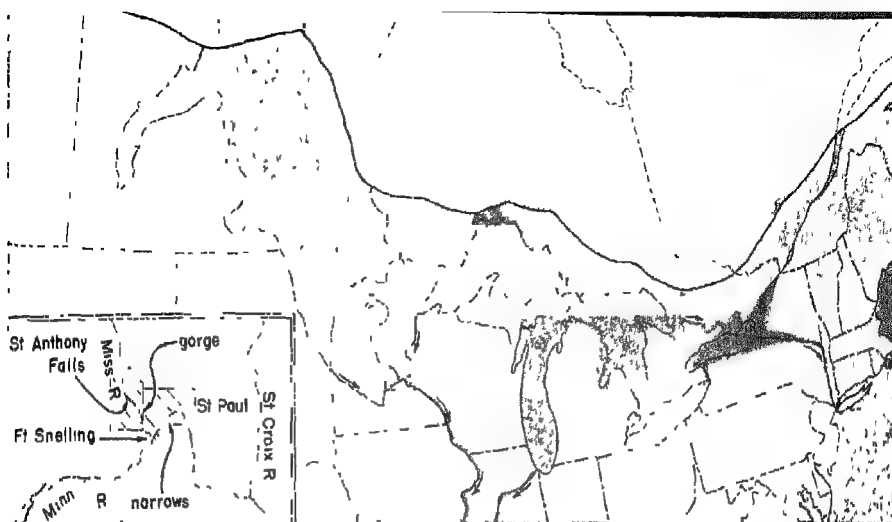 St Anthony
Falls
Miss. R
gorge
St Paul
St Croix R
Ft Snelling
Minn R
narrows